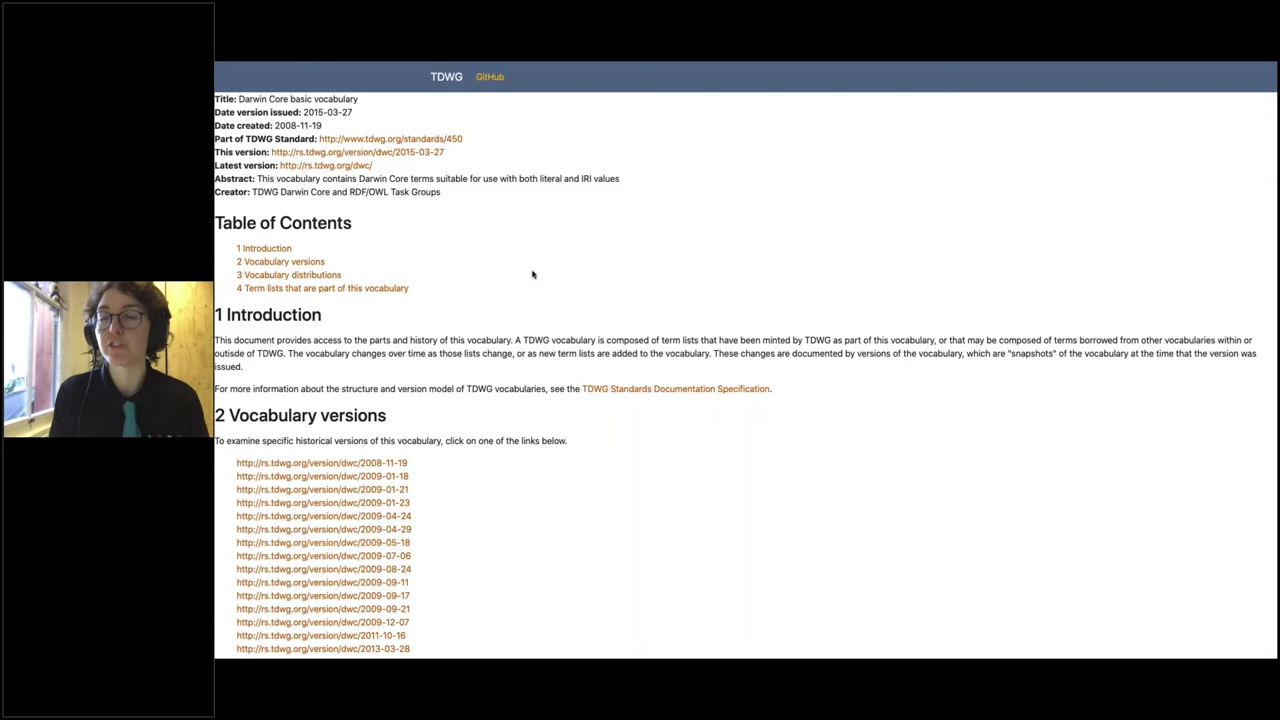 TDWG GitHub
Title: Darwin Core basic vocabulary
Date version issued: 2015-03-27
Date created: 2008-11-19
Part of TDWG Standard: http://www.tdwg.org/standards/450
This version: http://rs.tdwg.org/version/dwc/2015-03-27
Latest version: http://rs.tdwg.org/dwc/
Abstract: This vocabulary contains Darwin Core terms suitable for use with both literal and IRI values
Creator: TDWG Darwin Core and RDF/OWL Task Groups
Table of Contents
1 Introduction
2 Vocabulary versions
3 Vocabulary distributions
4 Term lists that are part of this vocabulary
1 Introduction
This document provides access to the parts and history of this vocabulary. A TDWG vocabulary is composed of term lists that have been minted by TDWG as part of this vocabulary, or that may be composed of terms borrowed from other vocabularies within or
outisde of TDWG. The vocabulary changes over time as those lists change, or as new term lists are added to the vocabulary. These changes are documented by versions of the vocabulary, which are "snapshots" of the vocabulary at the time that the version was
issued.
For more information about the structure and version model of TDWG vocabularies, see the TDWG Standards Documentation Specification.
2 Vocabulary versions
To examine specific historical versions of this vocabulary, click on one of the links below.
http://rs.tdwg.org/version/dwc/2008-11-19
http://rs.tdwg.org/version/dwc/2009-01-18
http://rs.tdwg.org/version/dwc/2009-01-21
http://rs.tdwg.org/version/dwc/2009-01-23
http://rs.tdwg.org/version/dwc/2009-04-24
http://rs.tdwg.org/version/dwc/2009-04-29
http://rs.tdwg.org/version/dwc/2009-05-18
http://rs.tdwg.org/version/dwc/2009-07-06
http://rs.tdwg.org/version/dwc/2009-08-24
http://rs.tdwg.org/version/dwc/2009-09-11
http://rs.tdwg.org/version/dwc/2009-09-17
http://rs.tdwg.org/version/dwc/2009-09-21
http://rs.tdwg.org/version/dwc/2009-12-07
http://rs.tdwg.org/version/dwc/2011-10-16
http://rs.tdwg.org/version/dwc/2013-03-28